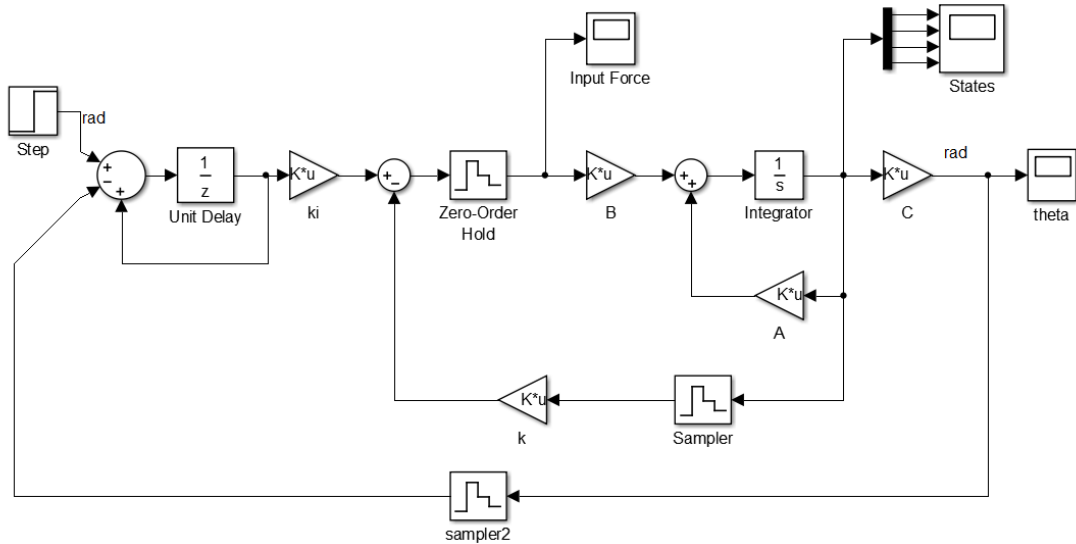 Input Force
States
rad
Step
+
−
+
1
z
Unit Delay
K*u
ki
+
−
Zero-Order
Hold
K*u
B
+
+
1
s
Integrator
K*u
C
rad
theta
K*u
A
K*u
k
Sampler
sampler2